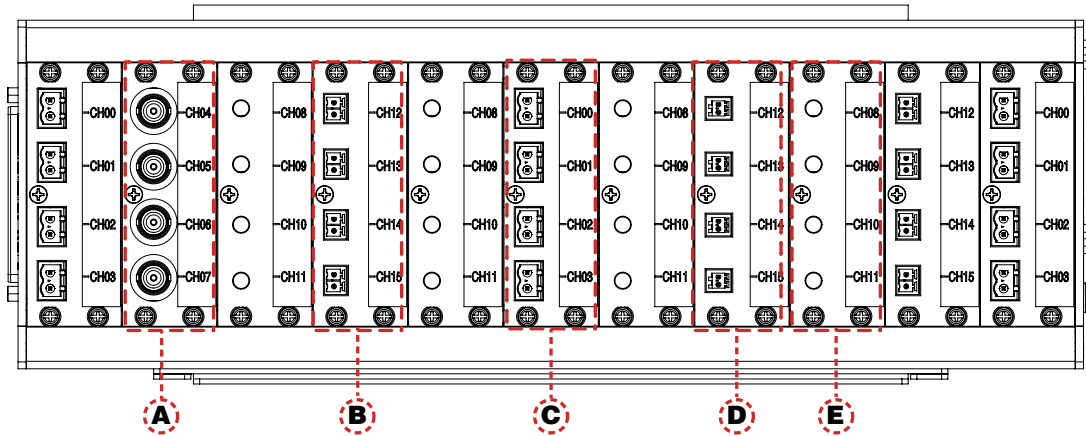 CH00 CH04 CH08 CH12 CH08 CH00 CH08 CH12 CH08 CH12 CH00
CH01 CH05 CH09 CH13 CH09 CH01 CH09 CH13 CH09 CH13 CH01
CH02 CH06 CH10 CH14 CH10 CH02 CH10 CH14 CH10 CH14 CH02
CH03 CH07 CH11 CH15 CH11 CH03 CH11 CH15 CH11 CH15 CH03
A B C D E